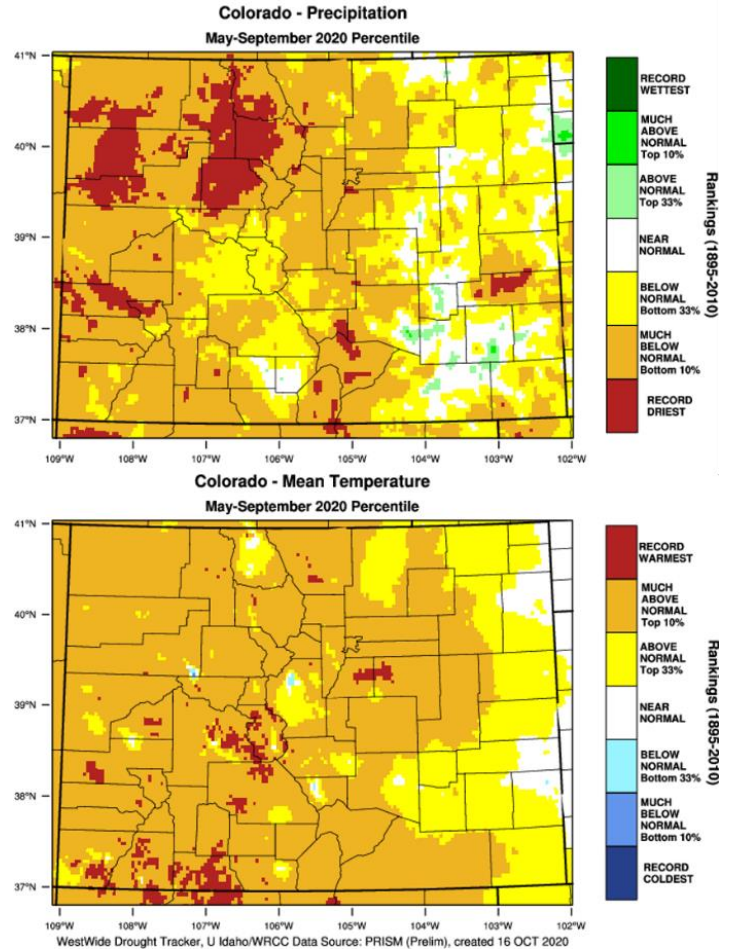 Colorado - Precipitation
May-September 2020 Percentile
41°N
40°N
39°N
38°N
37°N
109°W 108°W 107°W 106°W 105°W 104°W 103°W 102°W
RECORD
WETTEST
MUCH
ABOVE
NORMAL
Top 10%
ABOVE
NORMAL
Top 33%
NEAR
NORMAL
BELOW
NORMAL
Bottom 33%
MUCH
BELOW
NORMAL
Bottom 10%
RECORD
DRIEST
Rankings (1895-2010)
Colorado - Mean Temperature
May-September 2020 Percentile
41°N
40°N
39°N
38°N
37°N
109°W 108°W 107°W 106°W 105°W 104°W 103°W 102°W
RECORD
WARMEST
MUCH
ABOVE
NORMAL
Top 10%
ABOVE
NORMAL
Top 33%
NEAR
NORMAL
BELOW
NORMAL
Bottom 33%
MUCH
BELOW
NORMAL
Bottom 10%
RECORD
COLDEST
Rankings (1895-2010)
WestWide Drought Tracker, U Idaho/WRCC Data Source: PRISM (Prelim), created 16 OCT 2020